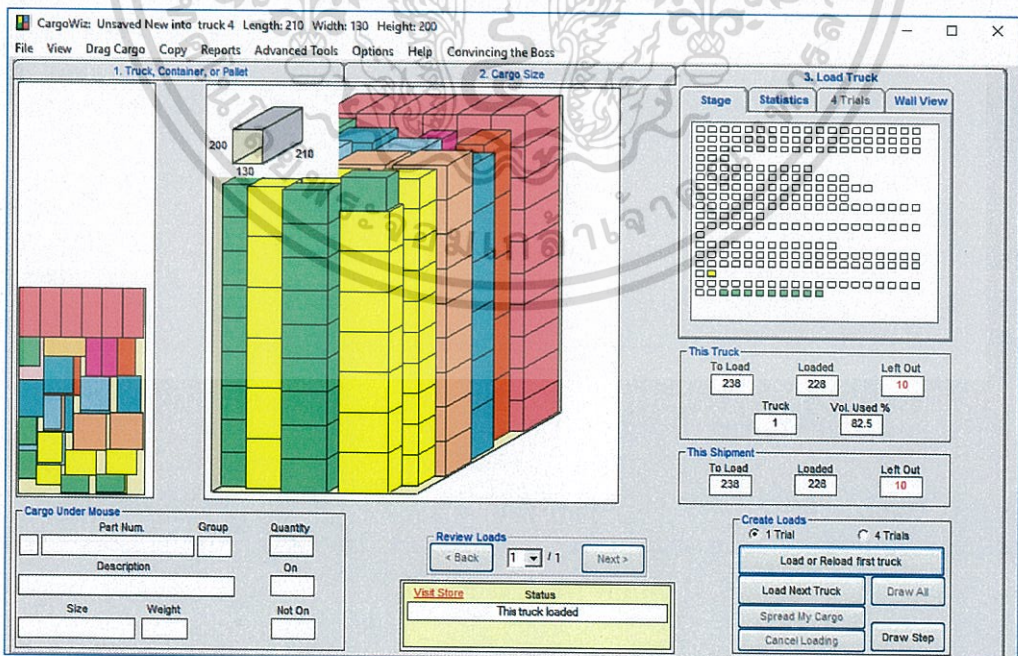 CargoWiz: Unsaved New into truck 4 Length: 210 Width: 130 Height: 200
File View Drag Cargo Copy Reports Advanced Tools Options Help Convincing the Boss
1. Truck, Container, or Pallet
2. Cargo Size
3. Load Truck
Stage Statistics 4 Trials Wall View
200
210
130
This Truck
To Load Loaded Left Out
238 228 10
Truck Vol. Used %
1 82.5
This Shipment
To Load Loaded Left Out
238 228 10
Cargo Under Mouse
Part Num. Group Quantity
Description On
Size Weight Not On
Review Loads
< Back 1 / 1 Next >
Visit Store Status
This truck loaded
Create Loads
1 Trial 4 Trials
Load or Reload first truck
Load Next Truck Draw All
Spread My Cargo
Cancel Loading Draw Step